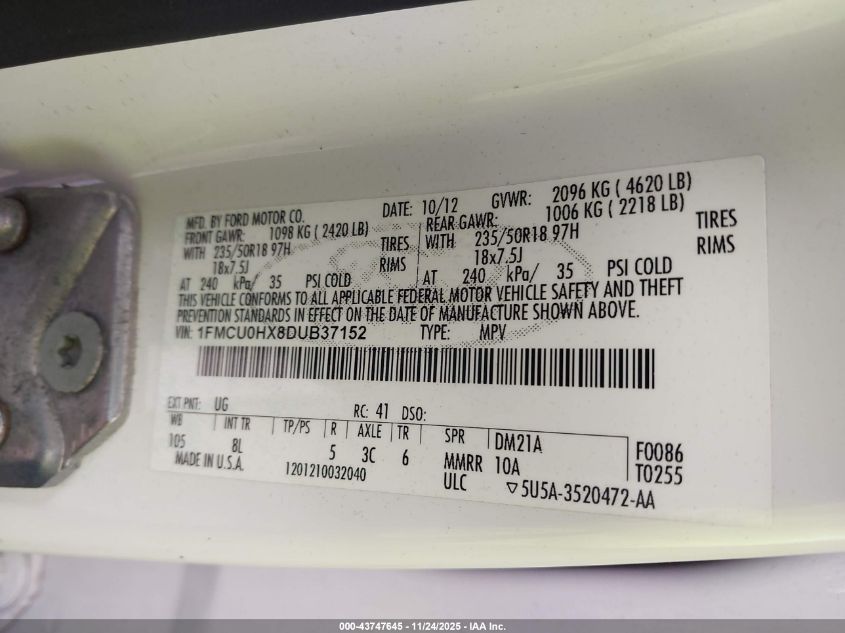 MFD. BY FORD MOTOR CO.
DATE: 10/12
GVWR: 2096 KG ( 4620 LB)
FRONT GAWR: 1098 KG ( 2420 LB)
REAR GAWR: 1006 KG ( 2218 LB)
WITH 235/50R18 97H TIRES
WITH 235/50R18 97H TIRES
18x7.5J RIMS
18x7.5J RIMS
AT 240 kPa/ 35 PSI COLD
AT 240 kPa/ 35 PSI COLD
THIS VEHICLE CONFORMS TO ALL APPLICABLE FEDERAL MOTOR VEHICLE SAFETY AND THEFT
PREVENTION STANDARDS IN EFFECT ON THE DATE OF MANUFACTURE SHOWN ABOVE.
VIN: 1FMCU0HX8DUB37152 TYPE: MPV
EXT PNT: UG RC: 41 DSO:
WB INT TR TP/PS R AXLE TR SPR DM21A F0086
105 8L 5 3C 6 MMRR 10A T0255
MADE IN U.S.A. 1201210032040 ULC ▽5U5A-3520472-AA
000-43747645 - 11/24/2025 - IAA Inc.